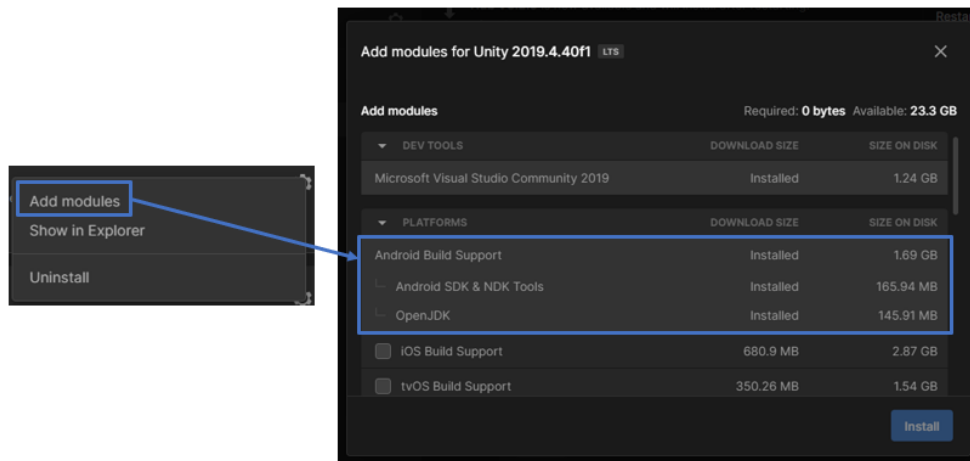 Add modules
Show in Explorer
Uninstall
Add modules for Unity 2019.4.40f1 LTS
Add modules Required: 0 bytes Available: 23.3 GB
DEV TOOLS DOWNLOAD SIZE SIZE ON DISK
Microsoft Visual Studio Community 2019 Installed 1.24 GB
PLATFORMS DOWNLOAD SIZE SIZE ON DISK
Android Build Support Installed 1.69 GB
Android SDK & NDK Tools Installed 165.94 MB
OpenJDK Installed 145.91 MB
iOS Build Support 680.9 MB 2.87 GB
tvOS Build Support 350.26 MB 1.54 GB
Install